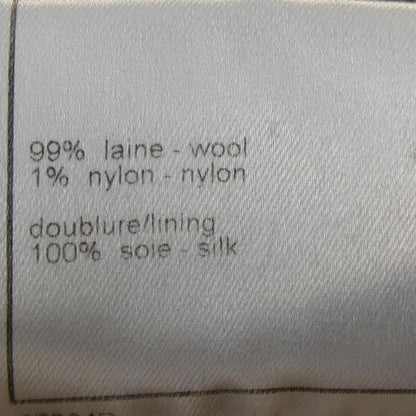 99% laine - wool
1% nylon - nylon
doublure/lining
100% soie - silk